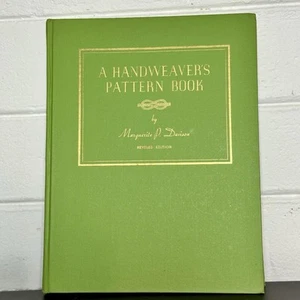 A HANDWEAVER'S
PATTERN BOOK
by
Marguerite P. Davison
REVISED EDITION